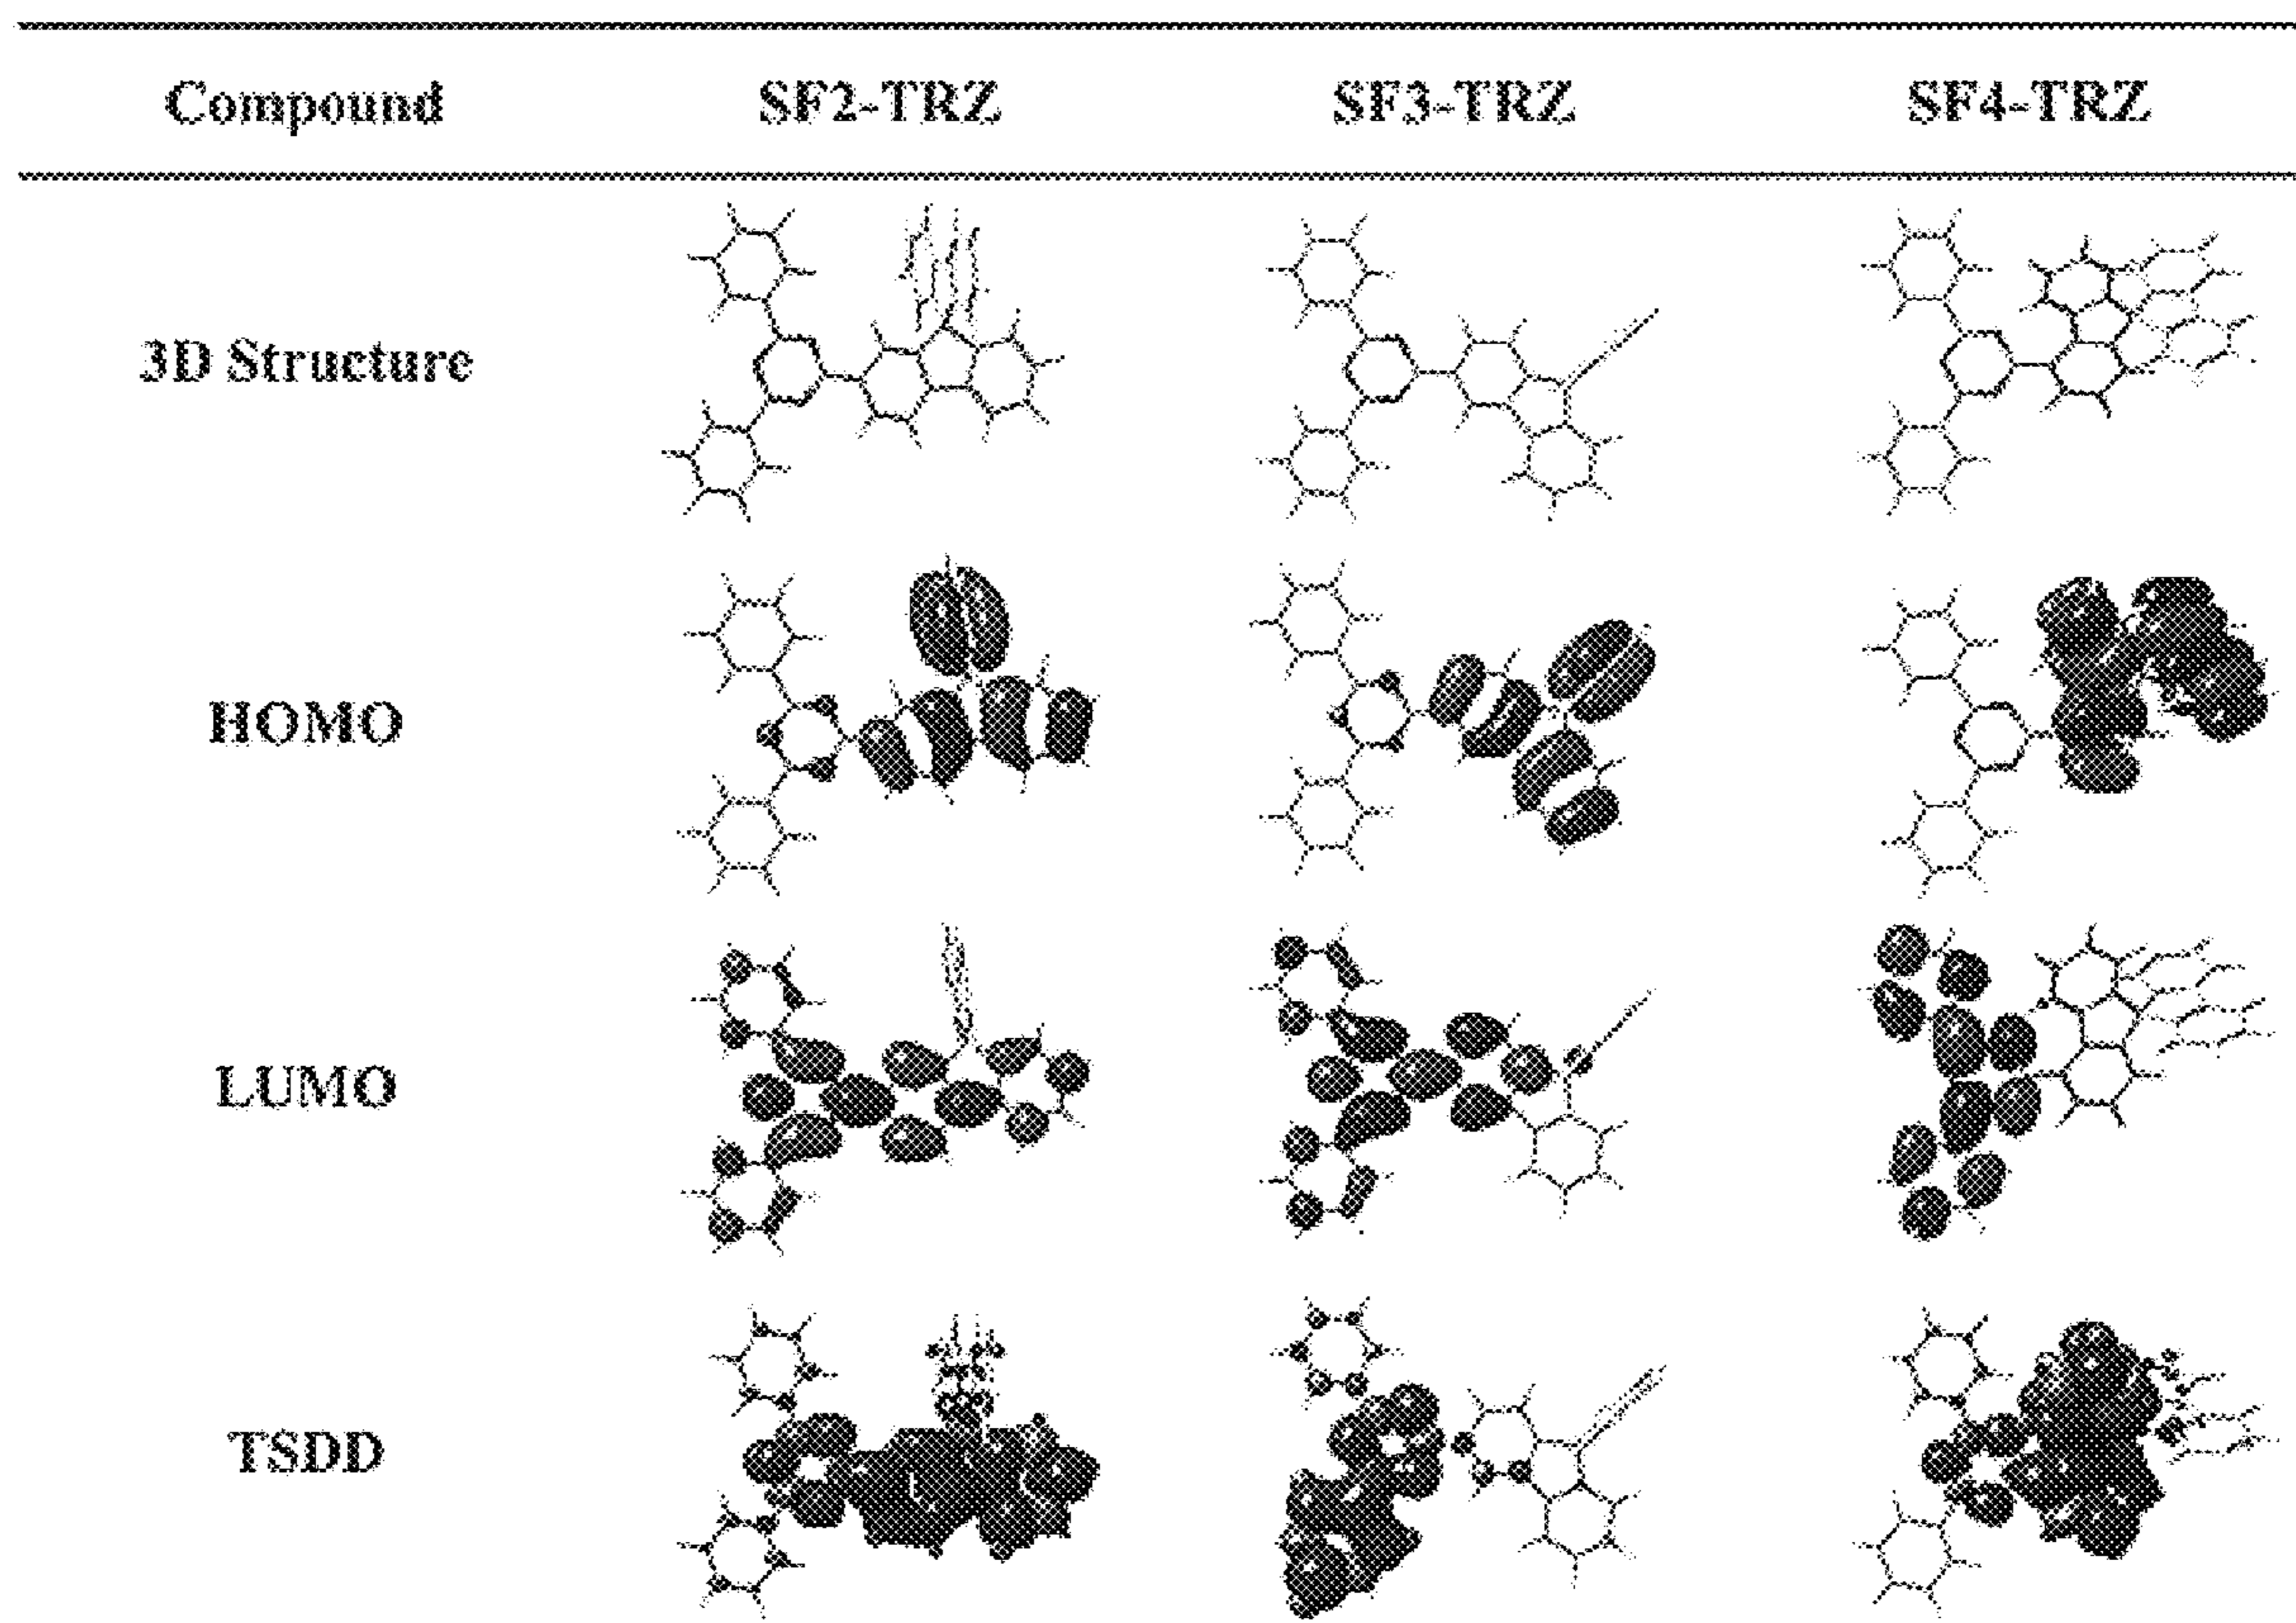 Compound SF2-TRZ SF3-TRZ SF4-TRZ
3D Structure
HOMO
LUMO
TSDD